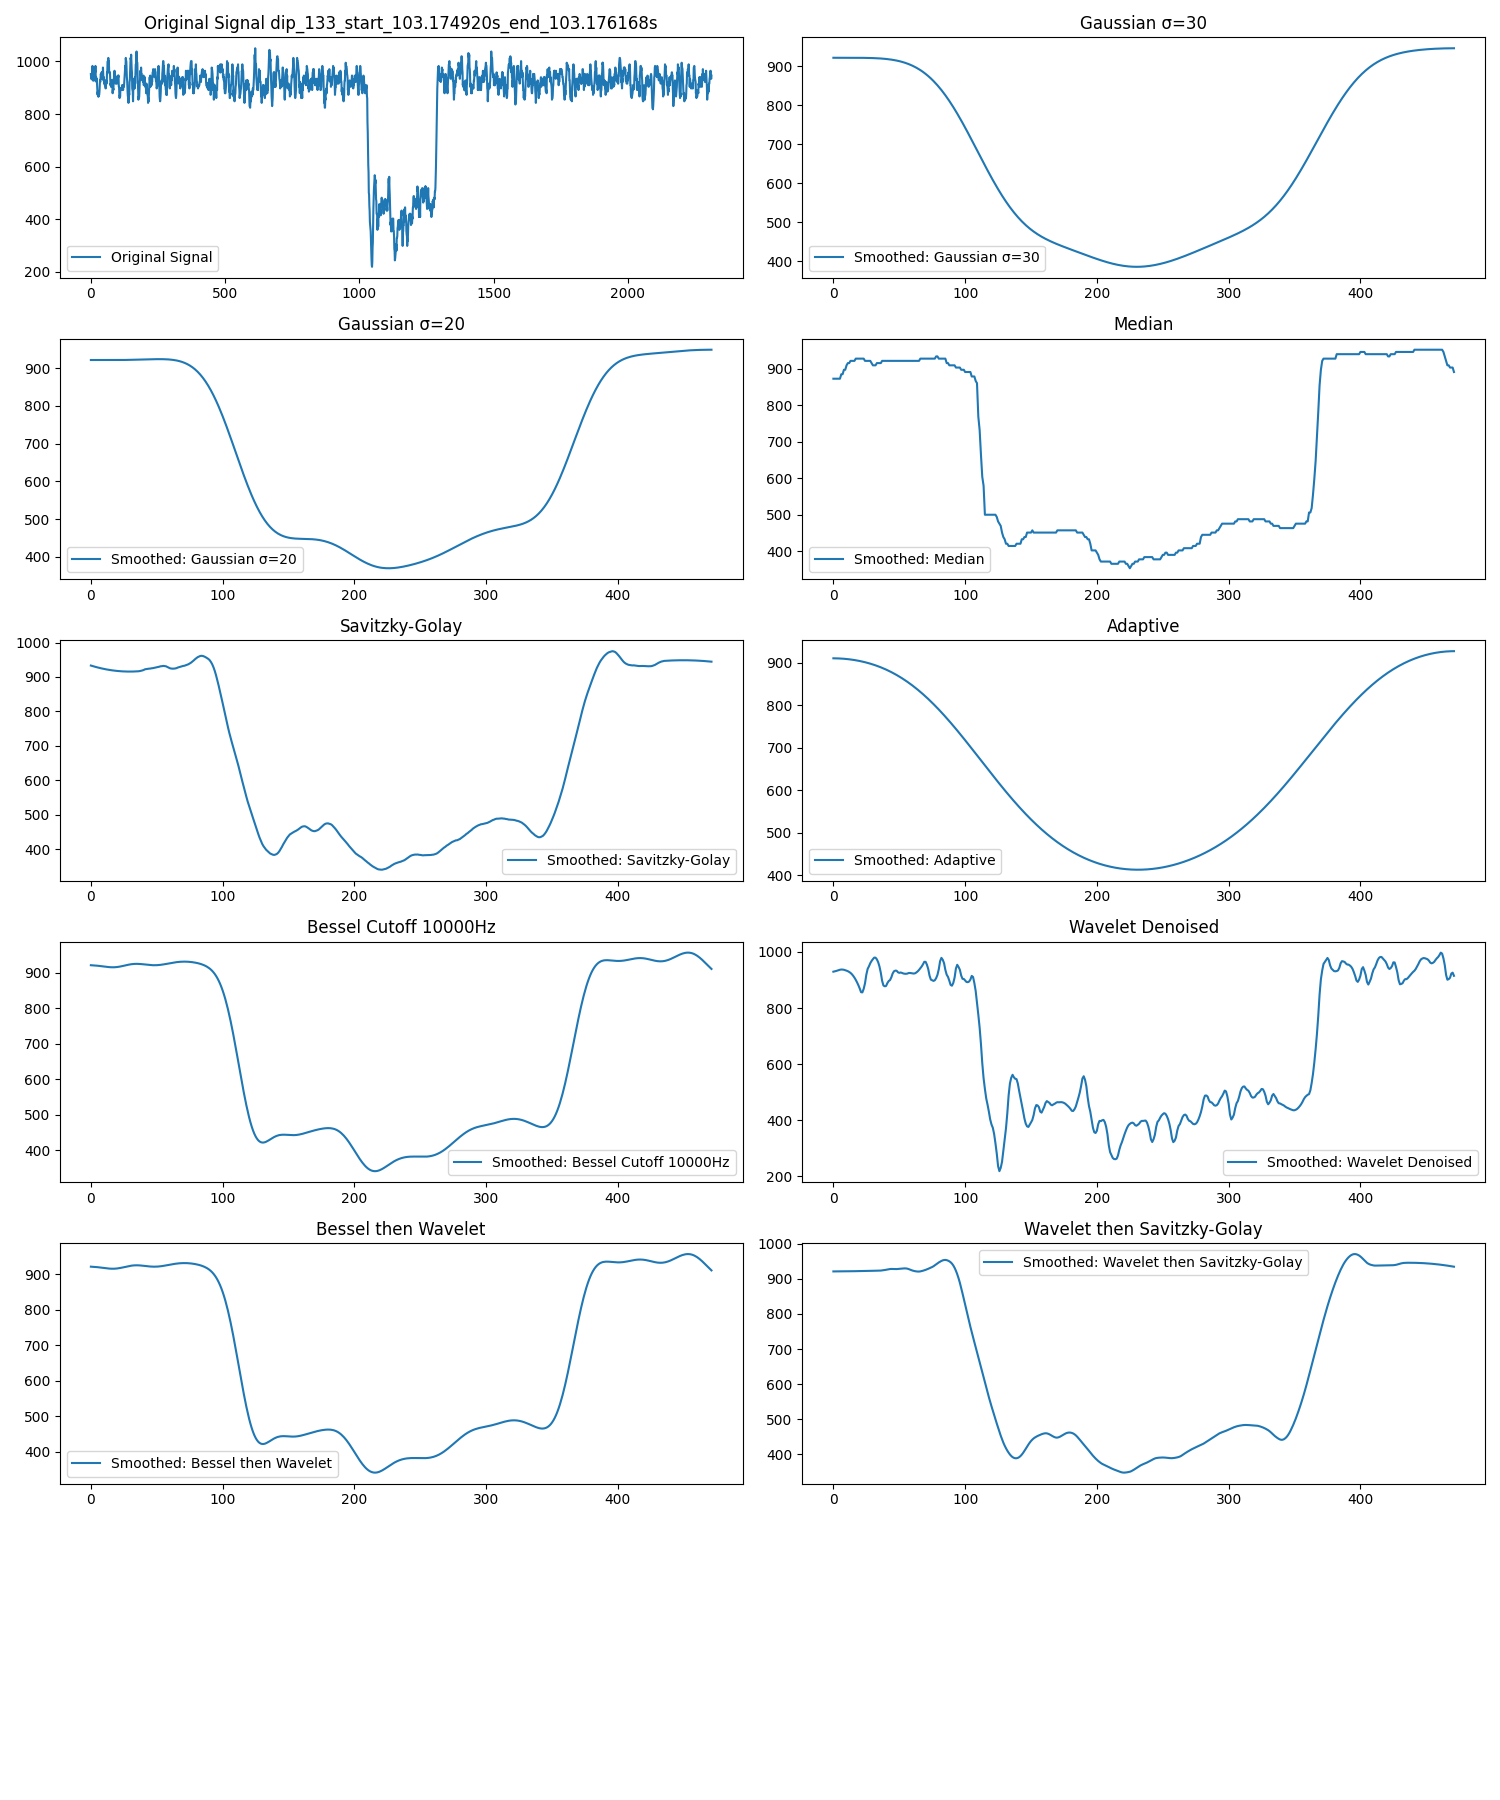 Original Signal dip_133_start_103.174920s_end_103.176168s
1000
800
600
400
200
Original Signal
0 500 1000 1500 2000
Gaussian σ=30
900
800
700
600
500
400
Smoothed: Gaussian σ=30
0 100 200 300 400
Gaussian σ=20
900
800
700
600
500
400
Smoothed: Gaussian σ=20
0 100 200 300 400
Median
900
800
700
600
500
400
Smoothed: Median
0 100 200 300 400
Savitzky-Golay
1000
900
800
700
600
500
400
Smoothed: Savitzky-Golay
0 100 200 300 400
Adaptive
900
800
700
600
500
400
Smoothed: Adaptive
0 100 200 300 400
Bessel Cutoff 10000Hz
900
800
700
600
500
400
Smoothed: Bessel Cutoff 10000Hz
0 100 200 300 400
Wavelet Denoised
1000
800
600
400
200
Smoothed: Wavelet Denoised
0 100 200 300 400
Bessel then Wavelet
900
800
700
600
500
400
Smoothed: Bessel then Wavelet
0 100 200 300 400
Wavelet then Savitzky-Golay
1000
900
800
700
600
500
400
Smoothed: Wavelet then Savitzky-Golay
0 100 200 300 400